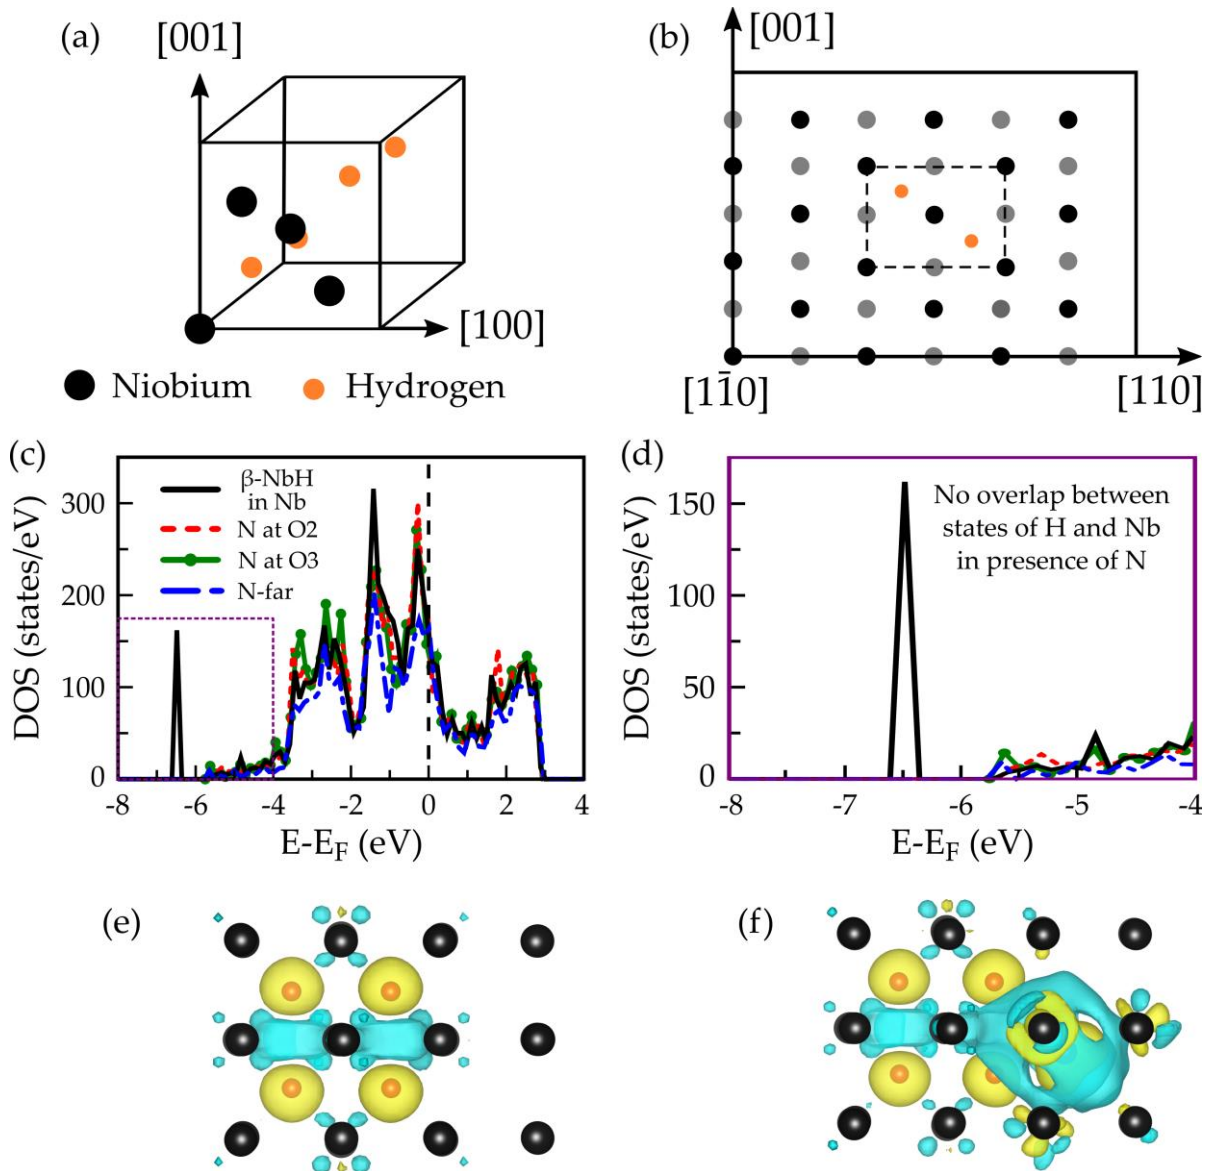 (a)
[001]
[100]
Niobium
Hydrogen
(b)
[001]
[11̄0]
[110]
(c)
DOS (states/eV)
300
200
100
0
-8
-6
-4
-2
0
2
4
E-E_F (eV)
β-NbH
in Nb
N at O2
N at O3
N-far
(d)
DOS (states/eV)
150
100
50
0
-8
-7
-6
-5
-4
E-E_F (eV)
No overlap between
states of H and Nb
in presence of N
(e)
(f)